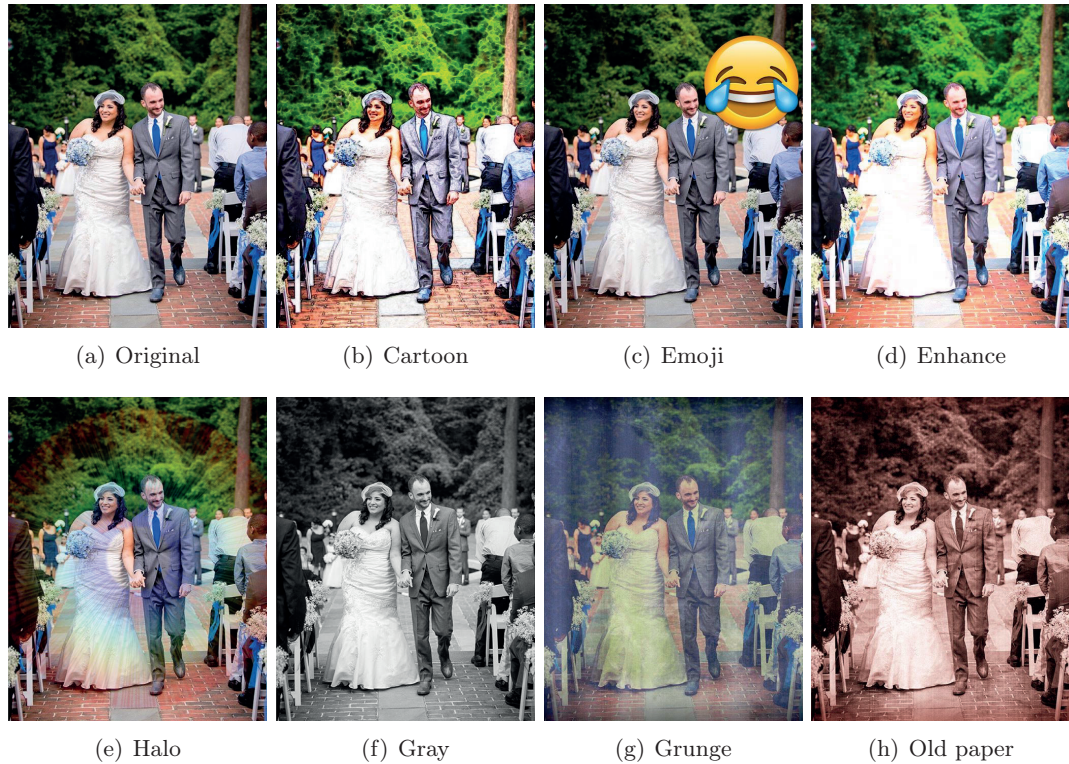 (a) Original
(b) Cartoon
(c) Emoji
(d) Enhance
(e) Halo
(f) Gray
(g) Grunge
(h) Old paper